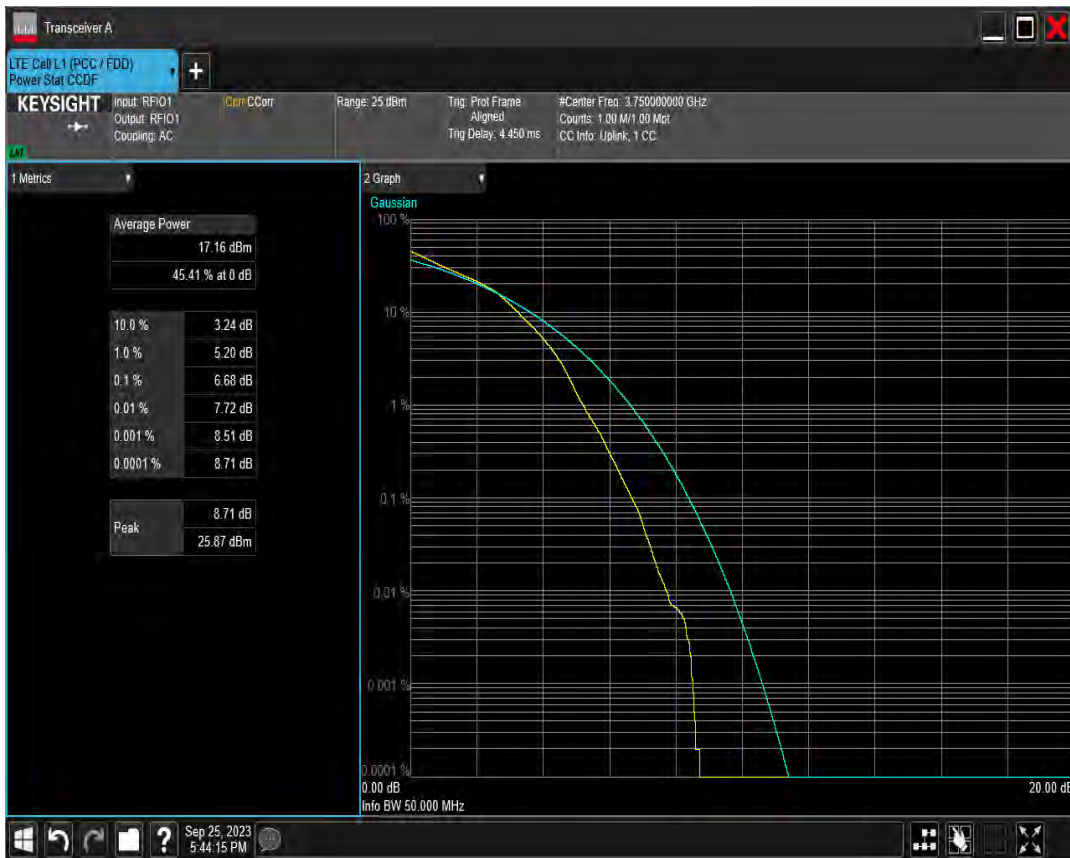 Transceiver A
LTE Cell L1 (PCC / FDD)
Power Stat CCDF
KEYSIGHT
Input: RFIO1
Output: RFIO1
Coupling: AC
Corr CCorr
Range: 25 dBm
Trig: Prot Frame
Aligned
Trig Delay: 4.450 ms
#Center Freq: 3.750000000 GHz
Counts: 1.00 M/1.00 Mpt
CC Info: Uplink, 1 CC
LXI
1 Metrics
Average Power
17.16 dBm
45.41 % at 0 dB
10.0 % 3.24 dB
1.0 % 5.20 dB
0.1 % 6.68 dB
0.01 % 7.72 dB
0.001 % 8.51 dB
0.0001 % 8.71 dB
Peak
8.71 dB
25.87 dBm
2 Graph
Gaussian
100 %
10 %
1 %
0.1 %
0.01 %
0.001 %
0.0001 %
0.00 dB
20.00 dB
Info BW 50.000 MHz
Sep 25, 2023
5:44:15 PM